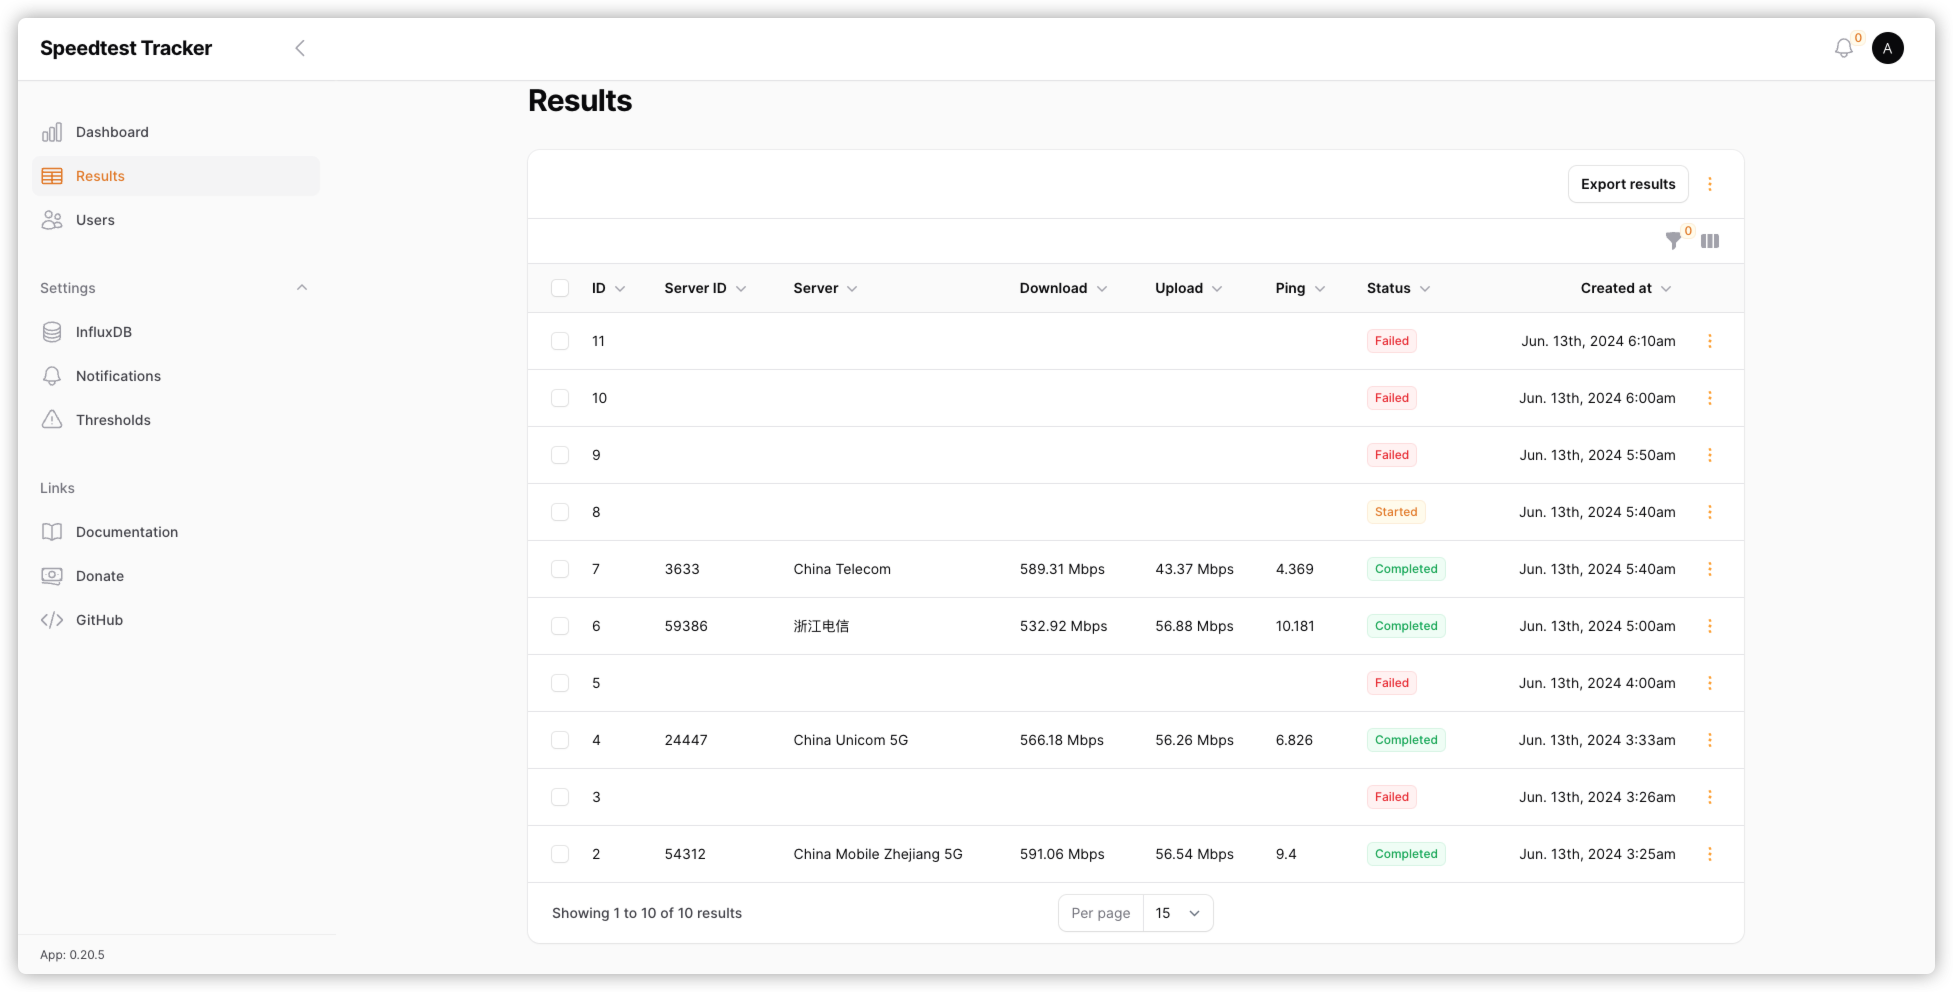 Speedtest Tracker
0
A
Dashboard
Results
Users
Settings
InfluxDB
Notifications
Thresholds
Links
Documentation
Donate
GitHub
App: 0.20.5
Results
Export results
0
ID Server ID Server Download Upload Ping Status Created at
11 Failed Jun. 13th, 2024 6:10am
10 Failed Jun. 13th, 2024 6:00am
9 Failed Jun. 13th, 2024 5:50am
8 Started Jun. 13th, 2024 5:40am
7 3633 China Telecom 589.31 Mbps 43.37 Mbps 4.369 Completed Jun. 13th, 2024 5:40am
6 59386 浙江电信 532.92 Mbps 56.88 Mbps 10.181 Completed Jun. 13th, 2024 5:00am
5 Failed Jun. 13th, 2024 4:00am
4 24447 China Unicom 5G 566.18 Mbps 56.26 Mbps 6.826 Completed Jun. 13th, 2024 3:33am
3 Failed Jun. 13th, 2024 3:26am
2 54312 China Mobile Zhejiang 5G 591.06 Mbps 56.54 Mbps 9.4 Completed Jun. 13th, 2024 3:25am
Showing 1 to 10 of 10 results
Per page 15